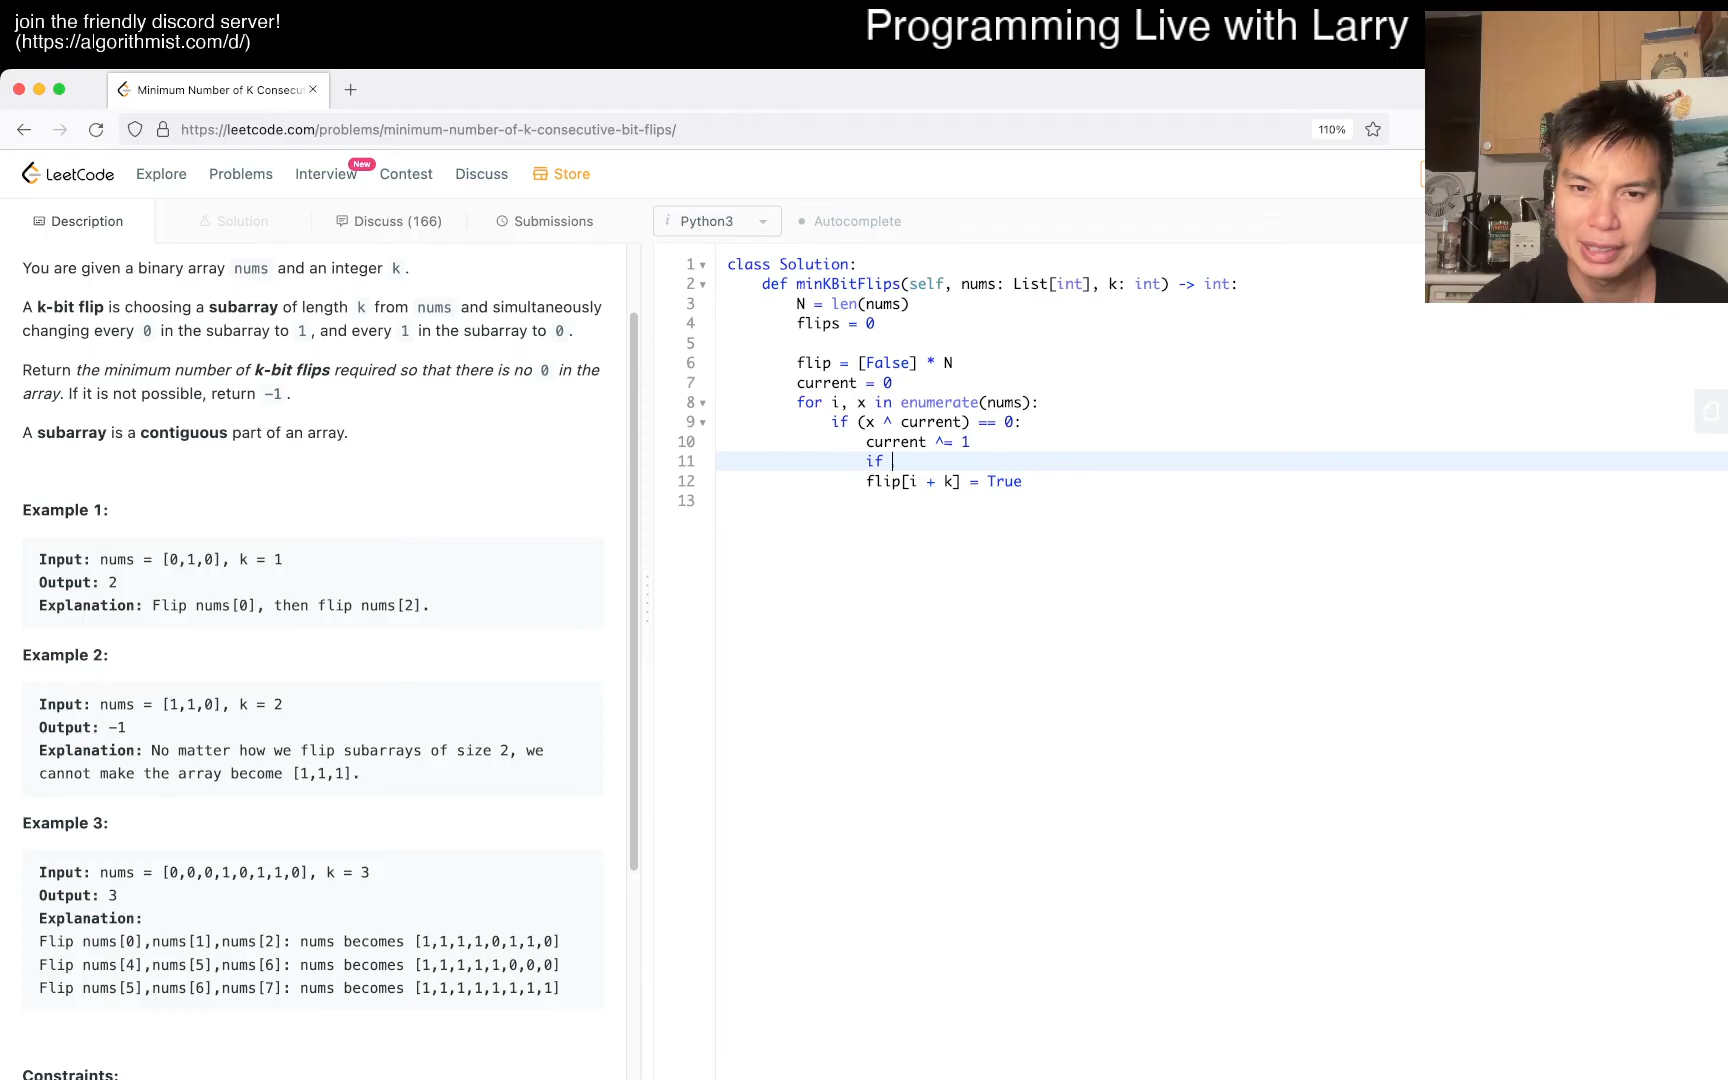 join the friendly discord server!
(https://algorithmist.com/d/)
Programming Live with Larry
Minimum Number of K Consecut
https://leetcode.com/problems/minimum-number-of-k-consecutive-bit-flips/
110%
LeetCode
Explore
Problems
Interview
New
Contest
Discuss
Store
Description
Solution
Discuss (166)
Submissions
i Python3
Autocomplete
You are given a binary array nums and an integer k.
A k-bit flip is choosing a subarray of length k from nums and simultaneously
changing every 0 in the subarray to 1, and every 1 in the subarray to 0.
Return the minimum number of k-bit flips required so that there is no 0 in the
array. If it is not possible, return -1.
A subarray is a contiguous part of an array.
Example 1:
Input: nums = [0,1,0], k = 1
Output: 2
Explanation: Flip nums[0], then flip nums[2].
Example 2:
Input: nums = [1,1,0], k = 2
Output: -1
Explanation: No matter how we flip subarrays of size 2, we
cannot make the array become [1,1,1].
Example 3:
Input: nums = [0,0,0,1,0,1,1,0], k = 3
Output: 3
Explanation:
Flip nums[0],nums[1],nums[2]: nums becomes [1,1,1,1,0,1,1,0]
Flip nums[4],nums[5],nums[6]: nums becomes [1,1,1,1,1,0,0,0]
Flip nums[5],nums[6],nums[7]: nums becomes [1,1,1,1,1,1,1,1]
Constraints:
1 class Solution:
2 def minKBitFlips(self, nums: List[int], k: int) -> int:
3 N = len(nums)
4 flips = 0
5
6 flip = [False] * N
7 current = 0
8 for i, x in enumerate(nums):
9 if (x ^ current) == 0:
10 current ^= 1
11 if
12 flip[i + k] = True
13